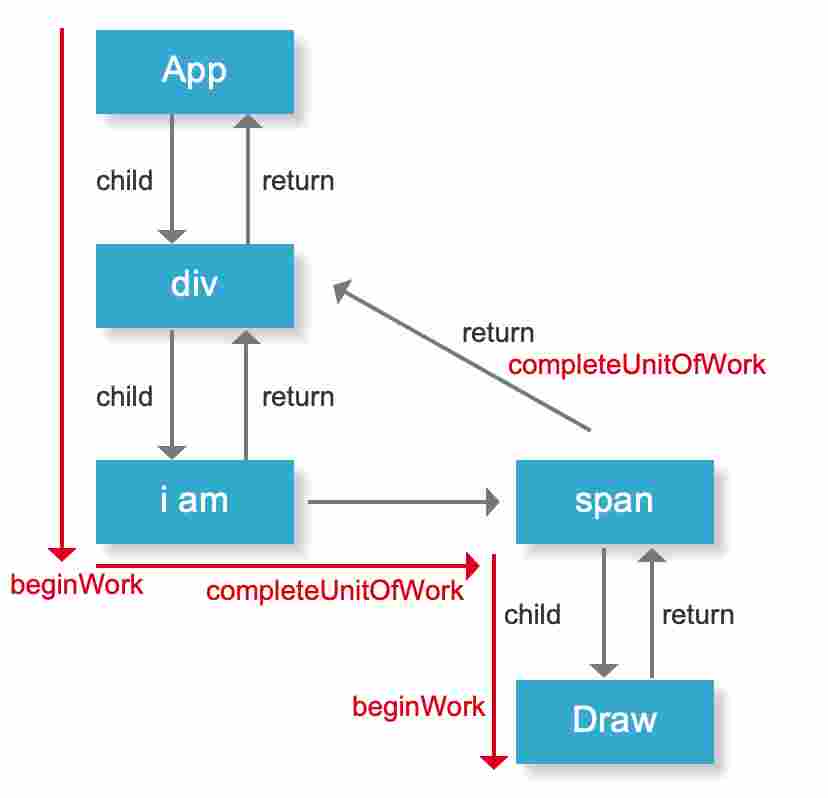 App
child
return
div
return
completeUnitOfWork
child
return
i am
span
beginWork
completeUnitOfWork
child
return
beginWork
Draw